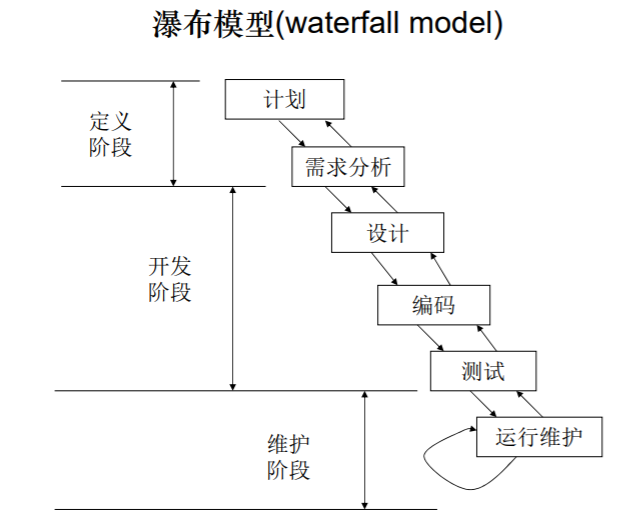 瀑布模型(waterfall model)
计划
定义
阶段
需求分析
设计
开发
阶段
编码
测试
运行维护
维护
阶段